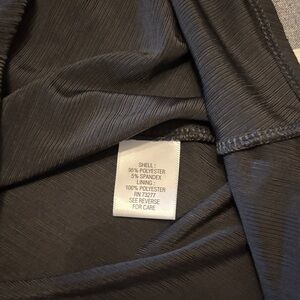 SHELL:
95% POLYESTER
5% SPANDEX
LINING:
100% POLYESTER
RN 73277
SEE REVERSE
FOR CARE